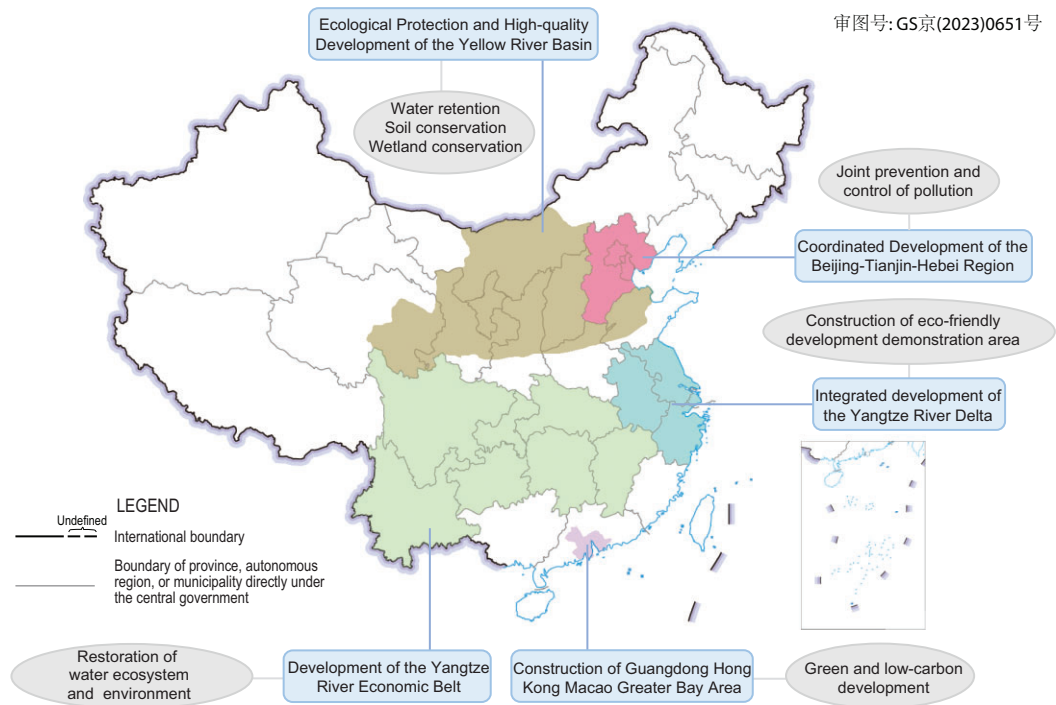 Ecological Protection and High-quality
Development of the Yellow River Basin
审图号: GS京(2023)0651号
Water retention
Soil conservation
Wetland conservation
Joint prevention and
control of pollution
Coordinated Development of the
Beijing-Tianjin-Hebei Region
Construction of eco-friendly
development demonstration area
Integrated development of
the Yangtze River Delta
LEGEND
Undefined
International boundary
Boundary of province, autonomous
region, or municipality directly under
the central government
Restoration of
water ecosystem
and environment
Development of the Yangtze
River Economic Belt
Construction of Guangdong Hong
Kong Macao Greater Bay Area
Green and low-carbon
development